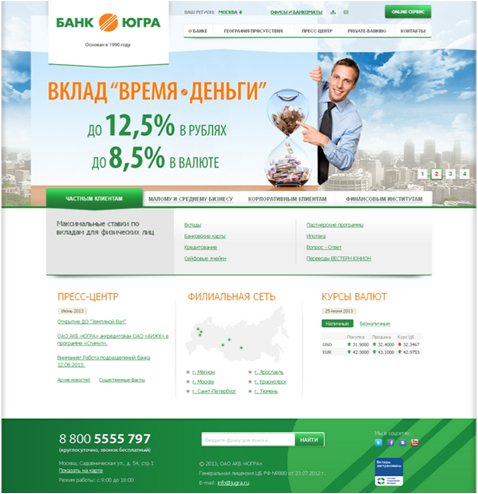 БАНК ЮГРА
Основан в 1990 году
ВАШ РЕГИОН: МОСКВА
ОФИСЫ И БАНКОМАТЫ
ONLINE СЕРВИС
О БАНКЕ
ГЕОГРАФИЯ ПРИСУТСТВИЯ
ПРЕСС-ЦЕНТР
PRIVATE BANKING
КОНТАКТЫ
ВКЛАД "ВРЕМЯ-ДЕНЬГИ"
ДО 12,5% В РУБЛЯХ
ДО 8,5% В ВАЛЮТЕ
1 2 3 4
ЧАСТНЫМ КЛИЕНТАМ
МАЛОМУ И СРЕДНЕМУ БИЗНЕСУ
КОРПОРАТИВНЫМ КЛИЕНТАМ
ФИНАНСОВЫМ ИНСТИТУТАМ
Максимальные ставки по
вкладам для физических лиц
Вклады
Банковские карты
Кредитование
Сейфовые ячейки
Партнерские программы
Ипотека
Вопрос - Ответ
Переводы ВЕСТЕРН ЮНИОН
ПРЕСС-ЦЕНТР
Июнь 2013
Открытие ДО "Земляной Вал"
ОАО АКБ «ЮГРА» аккредитован ОАО «АИЖК» в
программе «Стимул».
Внимание! Работа подразделений Банка
12.06.2013.
Архив новостей
Существенные факты
ФИЛИАЛЬНАЯ СЕТЬ
г. Мегион
г. Москва
г. Санкт-Петербург
г. Ярославль
г. Красноярск
г. Тюмень
КУРСЫ ВАЛЮТ
25 июня 2013
Наличные
Безналичные
Покупка Продажа Курс ЦБ
USD 31.9000 32.4000 32.3467
EUR 42.3000 43.1000 42.9753
8 800 5555 797
(круглосуточно, звонок бесплатный)
Москва, Садовническая ул., д. 54, стр.1
Показать на карте
Режим работы: с 9:00 до 18:00
Введите фразу для поиска
НАЙТИ
© 2013, ОАО АКБ «ЮГРА»
Генеральная лицензия ЦБ РФ №880 от 23.07.2012 г.
E-mail: info@jugra.ru
Мы в соцсетях:
Вклады
застрахованы